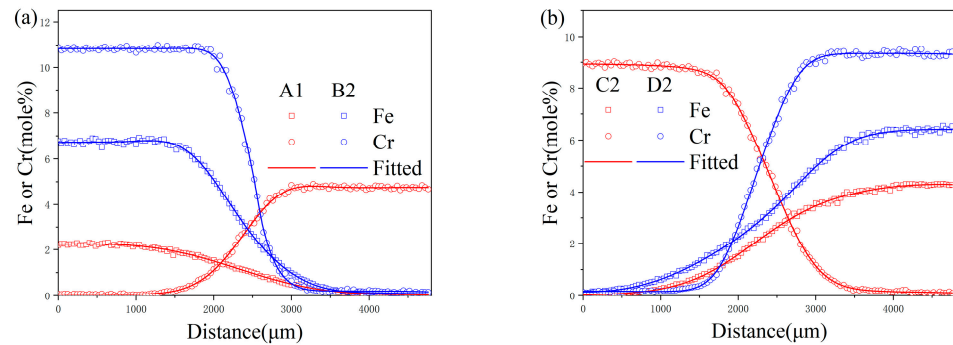 (a)
Fe or Cr(mole%)
12
10
8
6
4
2
0
A1 B2
Fe
Cr
Fitted
0 1000 2000 3000 4000
Distance(μm)
(b)
Fe or Cr(mole%)
10
8
6
4
2
0
C2 D2
Fe
Cr
Fitted
0 1000 2000 3000 4000
Distance(μm)